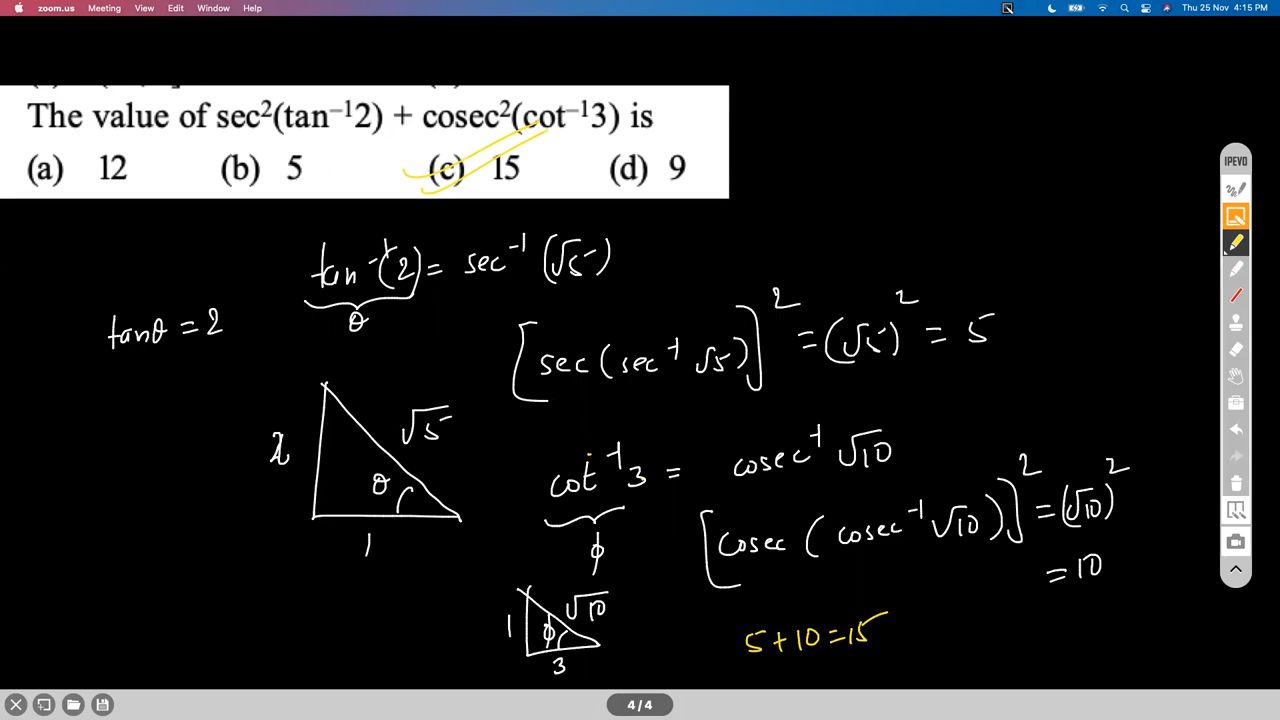 zoom.us Meeting View Edit Window Help Thu 25 Nov 4:15 PM
The value of sec²(tan⁻¹2) + cosec²(cot⁻¹3) is
(a) 12 (b) 5 (c) 15 (d) 9
IPEVO
tan⁻¹(2) = sec⁻¹(√5)
θ
tanθ = 2
[sec(sec⁻¹ √5)]² = (√5)² = 5
2 √5
θ
1
cot⁻¹3 = cosec⁻¹ √10
ϕ
[cosec(cosec⁻¹ √10)]² = (√10)²
= 10
1 ϕ √10
3
5 + 10 = 15
4/4